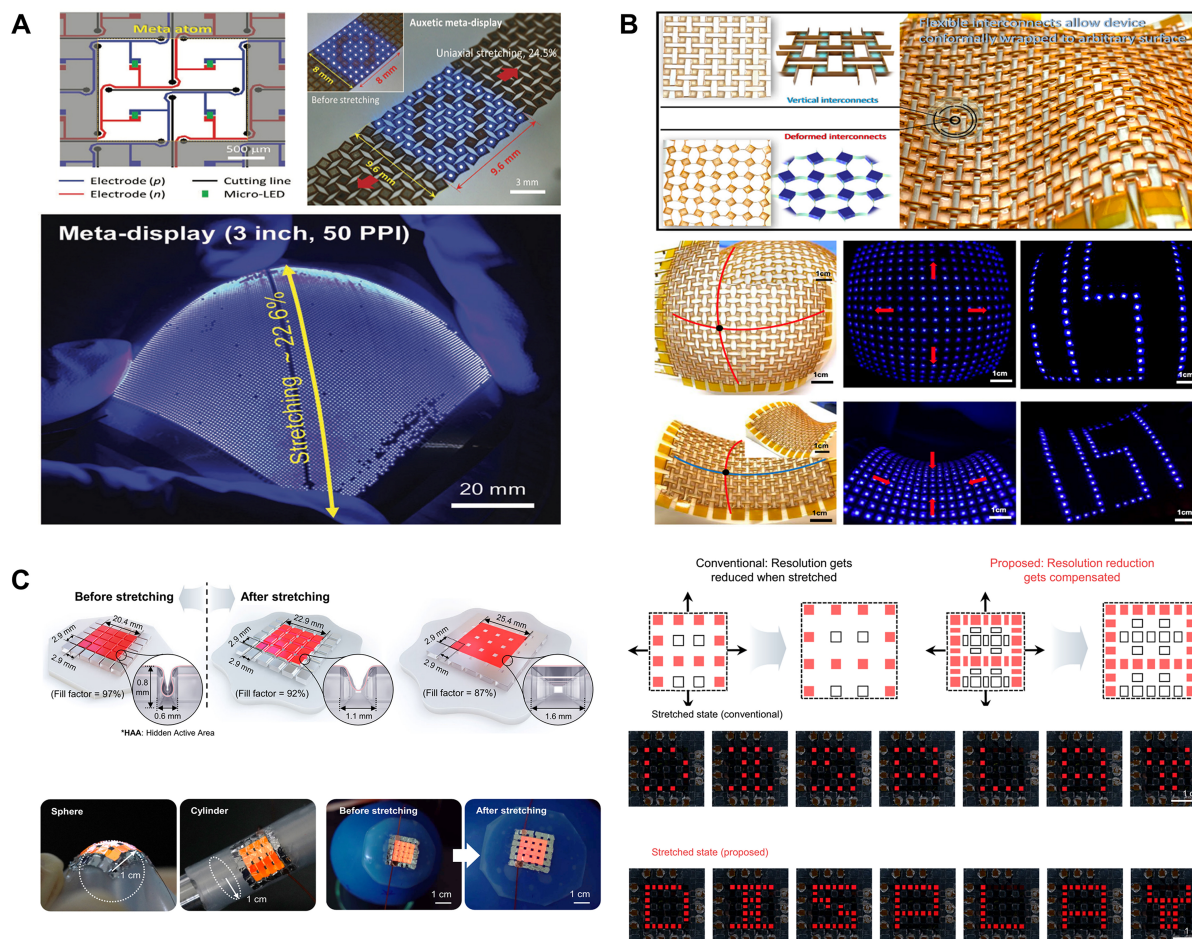 A
Meta atom
500 μm
Electrode (p)
Cutting line
Electrode (n)
Micro-LED
Auxetic meta-display
Uniaxial stretching, 24.5%
8 mm
8 mm
Before stretching
9.6 mm
9.6 mm
3 mm
Meta-display (3 inch, 50 PPI)
Stretching ~ 22.6%
20 mm
B
Vertical interconnects
Deformed interconnects
Flexible interconnects allow device
conformally wrapped to arbitrary surface
1cm
1cm
1cm
1cm
1cm
1cm
1cm
1cm
C
Before stretching
After stretching
20.4 mm
2.9 mm
2.9 mm
(Fill factor = 97%)
0.8
mm
0.6 mm
*HAA: Hidden Active Area
22.9 mm
2.9 mm
2.9 mm
(Fill factor = 92%)
1.1 mm
25.4 mm
2.9 mm
2.9 mm
(Fill factor = 87%)
1.6 mm
Sphere
1 cm
Cylinder
1 cm
Before stretching
1 cm
After stretching
1 cm
Conventional: Resolution gets
reduced when stretched
Proposed: Resolution reduction
gets compensated
Stretched state (conventional)
Stretched state (proposed)